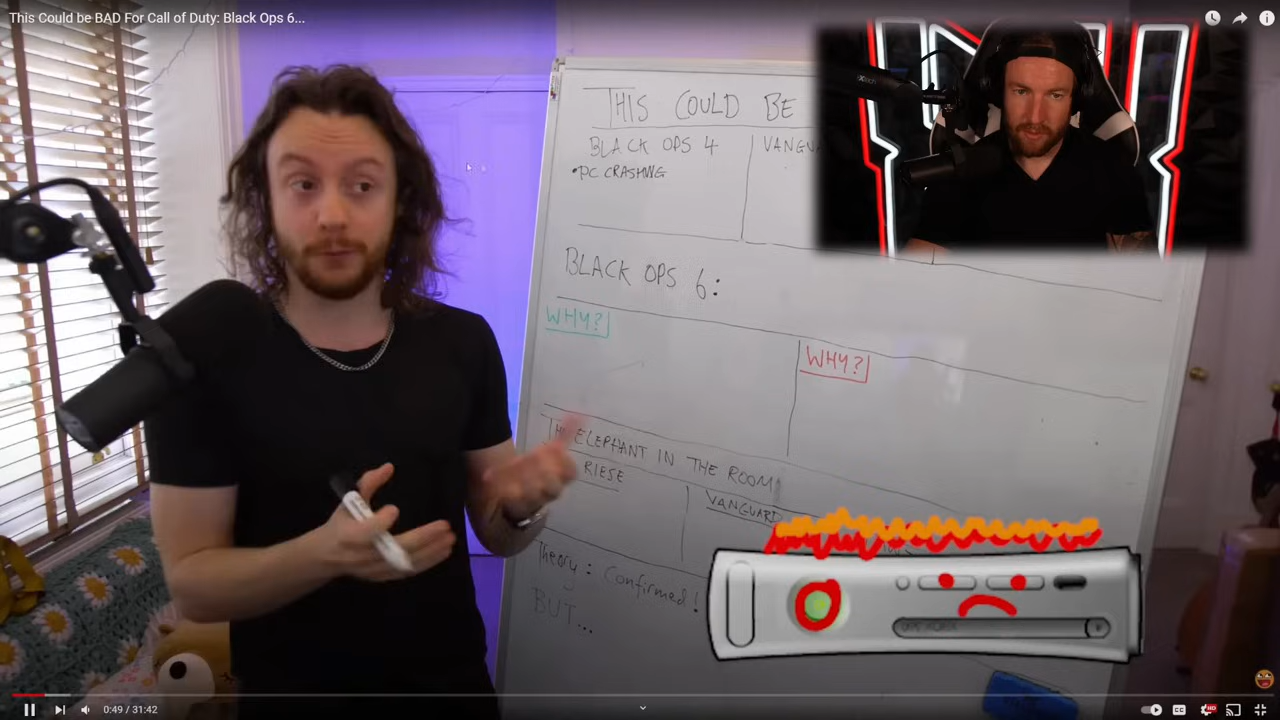 This Could be BAD For Call of Duty: Black Ops 6...
THIS COULD BE
BLACK OPS 4
VANGU
•PC CRASHING
BLACK OPS 6:
WHY?
WHY?
THE ELEPHANT IN THE ROOM
RIESE
VANGUARD
Theory: Confirmed!
BUT...
0:49 / 31:42
HD